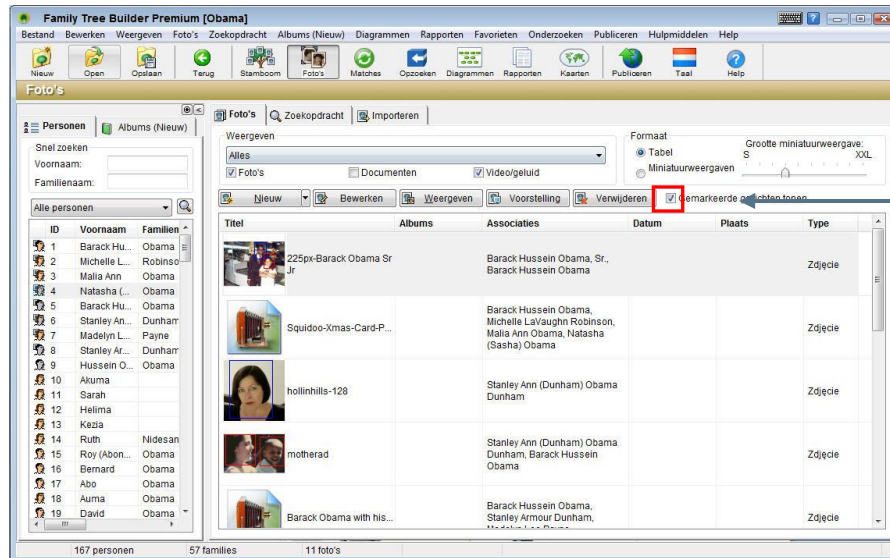 Family Tree Builder Premium [Obama]
Bestand Bewerken Weergeven Foto's Zoekopdracht Albums (Nieuw) Diagrammen Rapporten Favorieten Onderzoeken Publiceren Hulpmiddelen Help
Nieuw Open Opslaan Terug Stamboom Foto's Matches Opzoeken Diagrammen Rapporten Kaarten Publiceren Taal Help
Foto's
Personen Albums (Nieuw)
Snel zoeken
Voornaam:
Familienaam:
Alle personen
ID Voornaam Familien
1 Barack Hu... Obama
2 Michelle L... Robinso
3 Malia Ann Obama
4 Natasha (... Obama
5 Barack Hu... Obama
6 Stanley An... Dunham
7 Madelyn L... Payne
8 Stanley Ar... Dunham
9 Hussein O... Obama
10 Akuma
11 Sarah
12 Helima
13 Kezia
14 Ruth Nidesan
15 Roy (Abon... Obama
16 Bernard Obama
17 Abo Obama
18 Auma Obama
19 David Obama
Foto's Zoekopdracht Importeren
Weergeven
Alles
Foto's Documenten Video/geluid
Formaat
Tabel
Miniatuurweergaven
Grootte miniatuurweergave:
S XXL
Nieuw Bewerken Weergeven Voorstelling Verwijderen Gemarkeerde gezichten tonen
Titel Albums Associaties Datum Plaats Type
225px-Barack Obama Sr
Jr
Barack Hussein Obama, Sr.,
Barack Hussein Obama
Zdjęcie
Squidoo-Xmas-Card-P...
Barack Hussein Obama,
Michelle LaVaughn Robinson,
Malia Ann Obama, Natasha
(Sasha) Obama
Zdjęcie
hollinhills-128
Stanley Ann (Dunham) Obama
Dunham
Zdjęcie
motherad
Stanley Ann (Dunham) Obama
Dunham, Barack Hussein
Obama
Zdjęcie
Barack Obama with his...
Barack Hussein Obama,
Stanley Armour Dunham,
Zdjęcie
167 personen 57 families 11 foto's